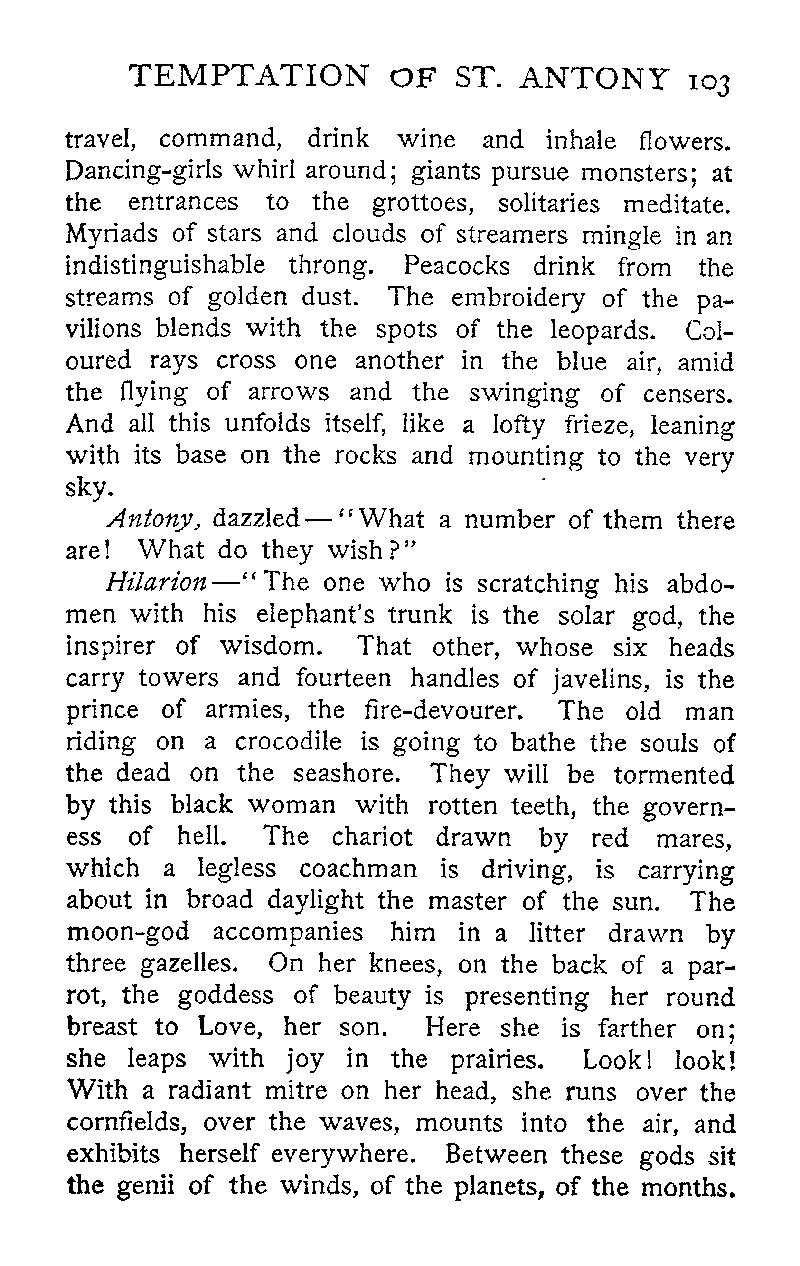 TEMPTATION OF ST. ANTONY 103
travel, command, drink wine and inhale flowers.
Dancing-girls whirl around; giants pursue monsters; at
the entrances to the grottoes, solitaries meditate.
Myriads of stars and clouds of streamers mingle in an
indistinguishable throng. Peacocks drink from the
streams of golden dust. The embroidery of the pa-
vilions blends with the spots of the leopards. Col-
oured rays cross one another in the blue air, amid
the flying of arrows and the swinging of censers.
And all this unfolds itself, like a lofty frieze, leaning
with its base on the rocks and mounting to the very
sky.
Antony, dazzled—"What a number of them there
are! What do they wish?"
Hilarion—"The one who is scratching his abdo-
men with his elephant's trunk is the solar god, the
inspirer of wisdom. That other, whose six heads
carry towers and fourteen handles of javelins, is the
prince of armies, the fire-devourer. The old man
riding on a crocodile is going to bathe the souls of
the dead on the seashore. They will be tormented
by this black woman with rotten teeth, the govern-
ess of hell. The chariot drawn by red mares,
which a legless coachman is driving, is carrying
about in broad daylight the master of the sun. The
moon-god accompanies him in a litter drawn by
three gazelles. On her knees, on the back of a par-
rot, the goddess of beauty is presenting her round
breast to Love, her son. Here she is farther on;
she leaps with joy in the prairies. Look! look!
With a radiant mitre on her head, she runs over the
cornfields, over the waves, mounts into the air, and
exhibits herself everywhere. Between these gods sit
the genii of the winds, of the planets, of the months.